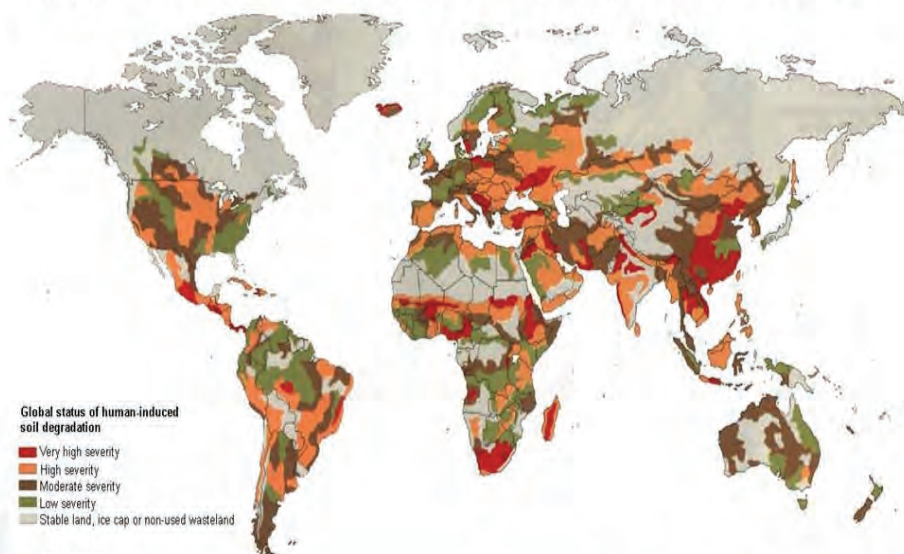 Global status of human-induced
soil degradation
Very high severity
High severity
Moderate severity
Low severity
Stable land, ice cap or non-used wasteland